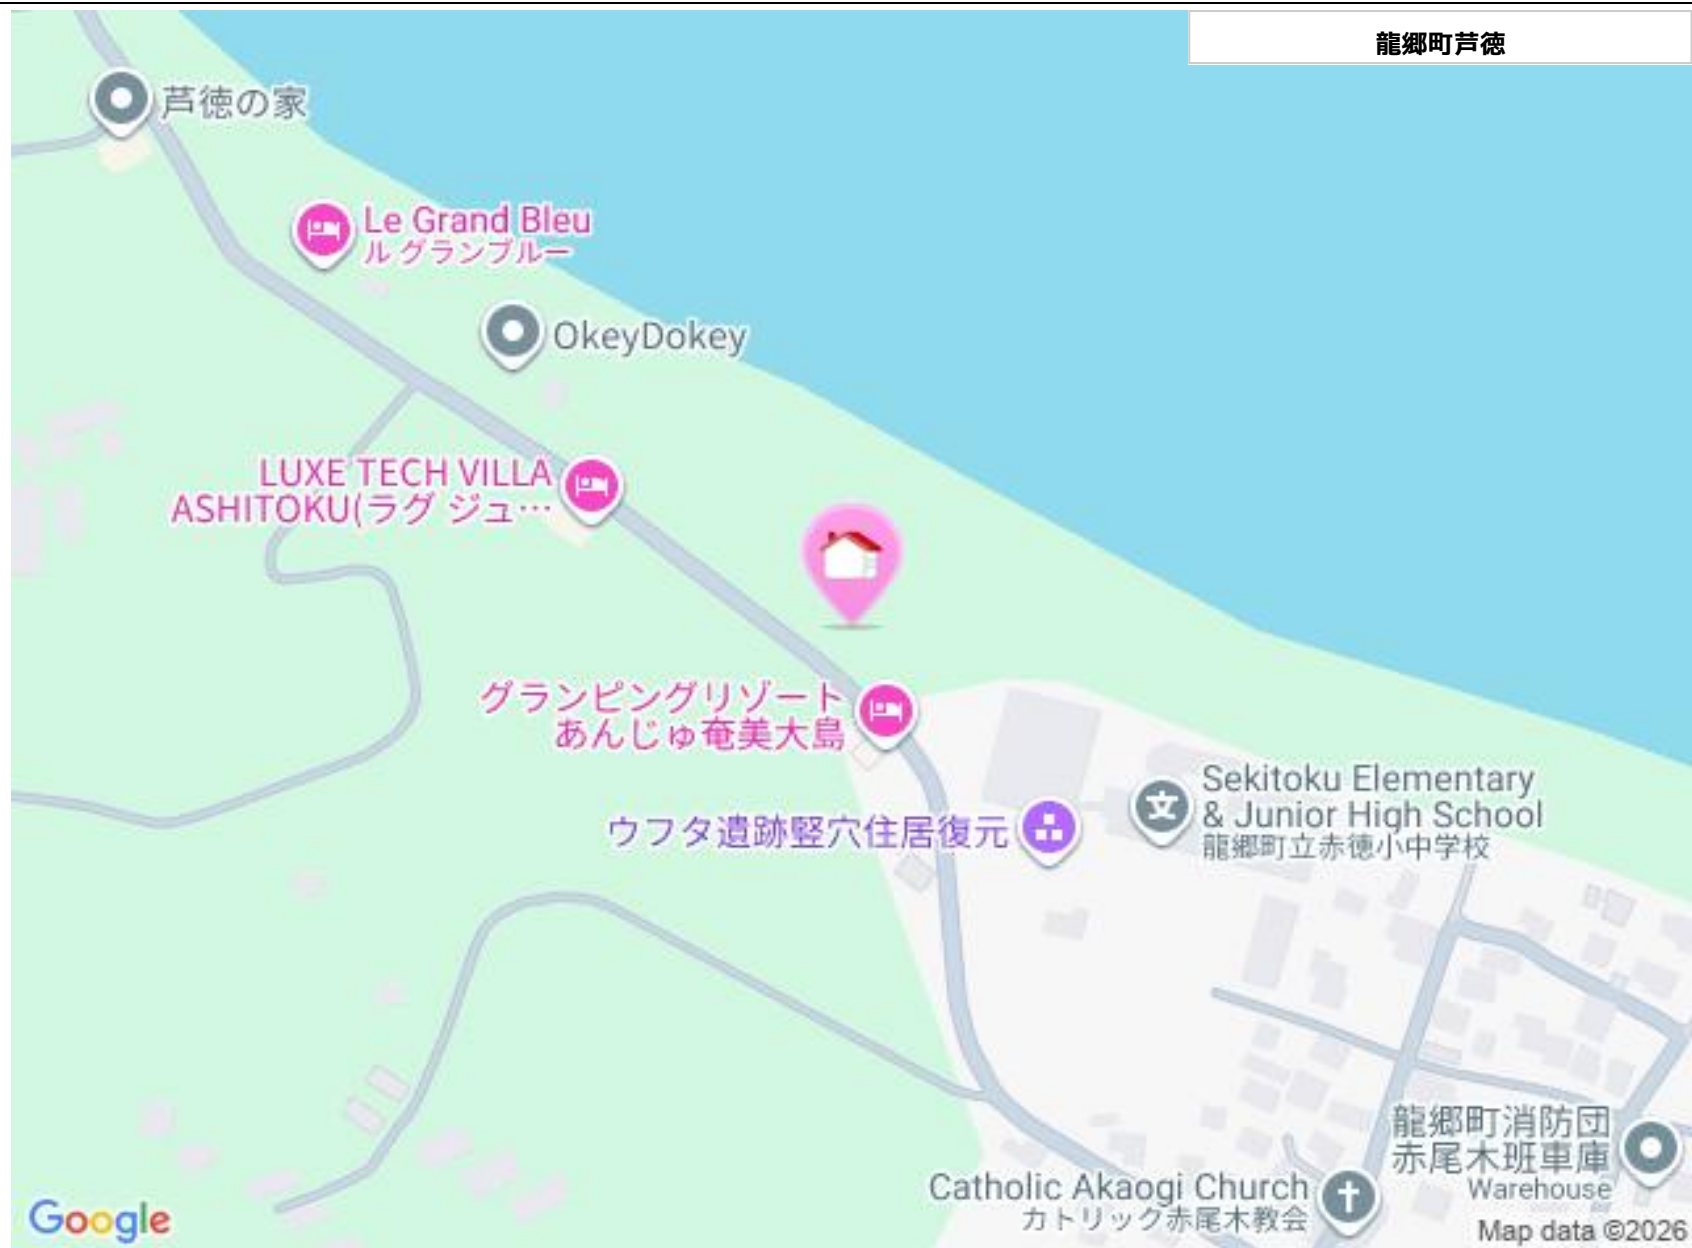 龍郷町芦徳
芦徳の家
Le Grand Bleu
ル グランブルー
OkeyDokey
LUXE TECH VILLA
ASHITOKU(ラグ ジュ…
グランピングリゾート
あんじゅ奄美大島
Sekitoku Elementary
& Junior High School
龍郷町立赤徳小中学校
ウフタ遺跡竪穴住居復元
龍郷町消防団
赤尾木班車庫
Warehouse
Catholic Akaogi Church
カトリック赤尾木教会
Google
Map data ©2026